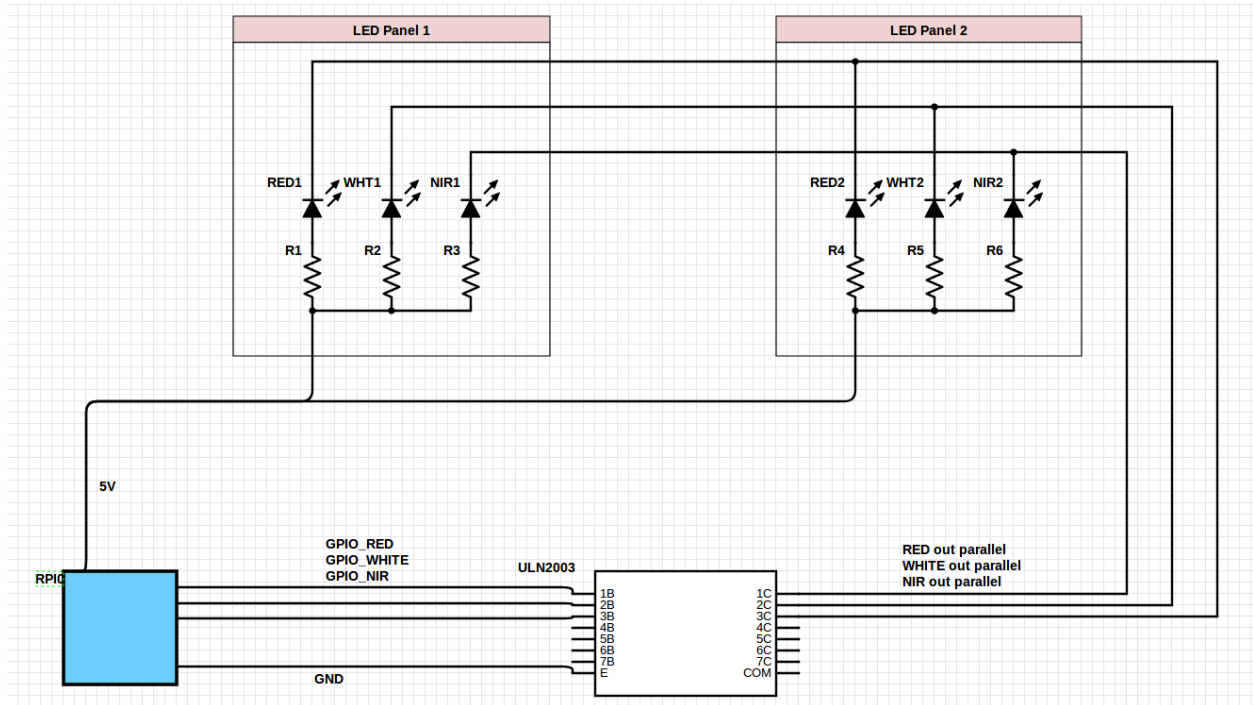 LED Panel 1
LED Panel 2
RED1
WHT1
NIR1
RED2
WHT2
NIR2
R1
R2
R3
R4
R5
R6
5V
GPIO_RED
GPIO_WHITE
GPIO_NIR
RED out parallel
WHITE out parallel
NIR out parallel
ULN2003
1B
2B
3B
4B
5B
6B
7B
E
1C
2C
3C
4C
5C
6C
7C
COM
GND